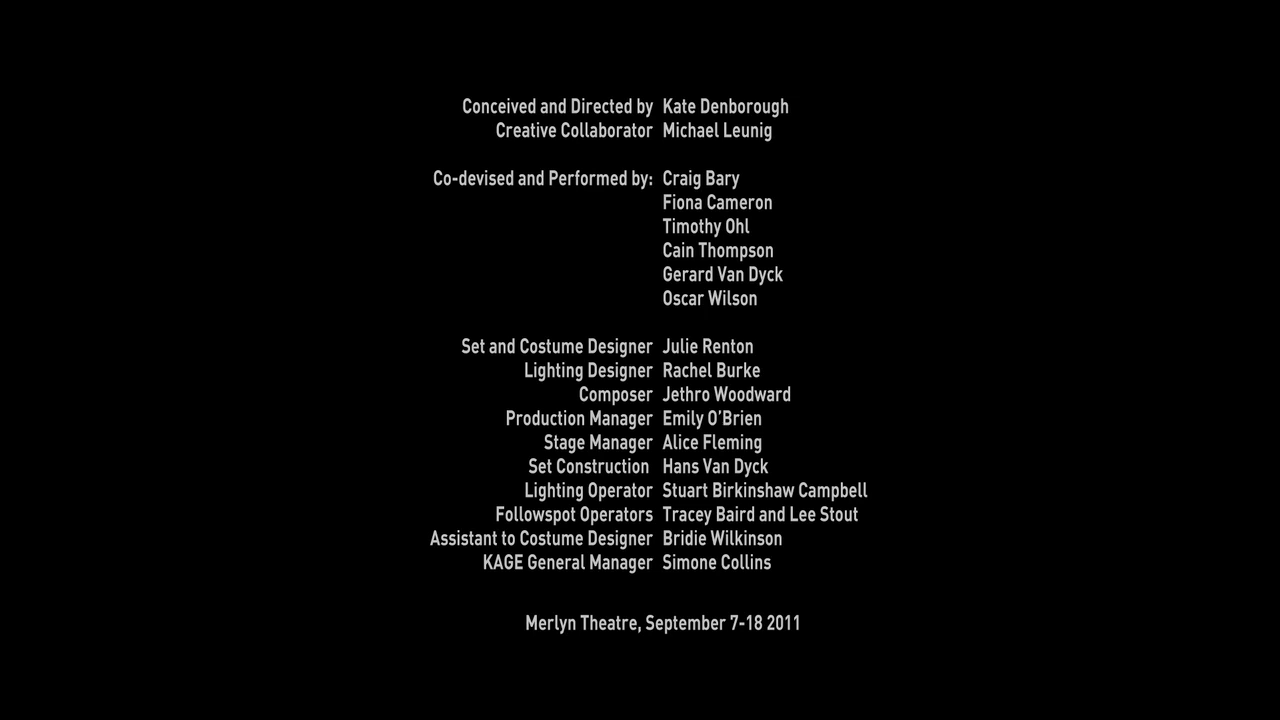 Conceived and Directed by Kate Denborough
Creative Collaborator Michael Leunig
Co-devised and Performed by: Craig Bary
Fiona Cameron
Timothy Ohl
Cain Thompson
Gerard Van Dyck
Oscar Wilson
Set and Costume Designer Julie Renton
Lighting Designer Rachel Burke
Composer Jethro Woodward
Production Manager Emily O’Brien
Stage Manager Alice Fleming
Set Construction Hans Van Dyck
Lighting Operator Stuart Birkinshaw Campbell
Followspot Operators Tracey Baird and Lee Stout
Assistant to Costume Designer Bridie Wilkinson
KAGE General Manager Simone Collins
Merlyn Theatre, September 7-18 2011